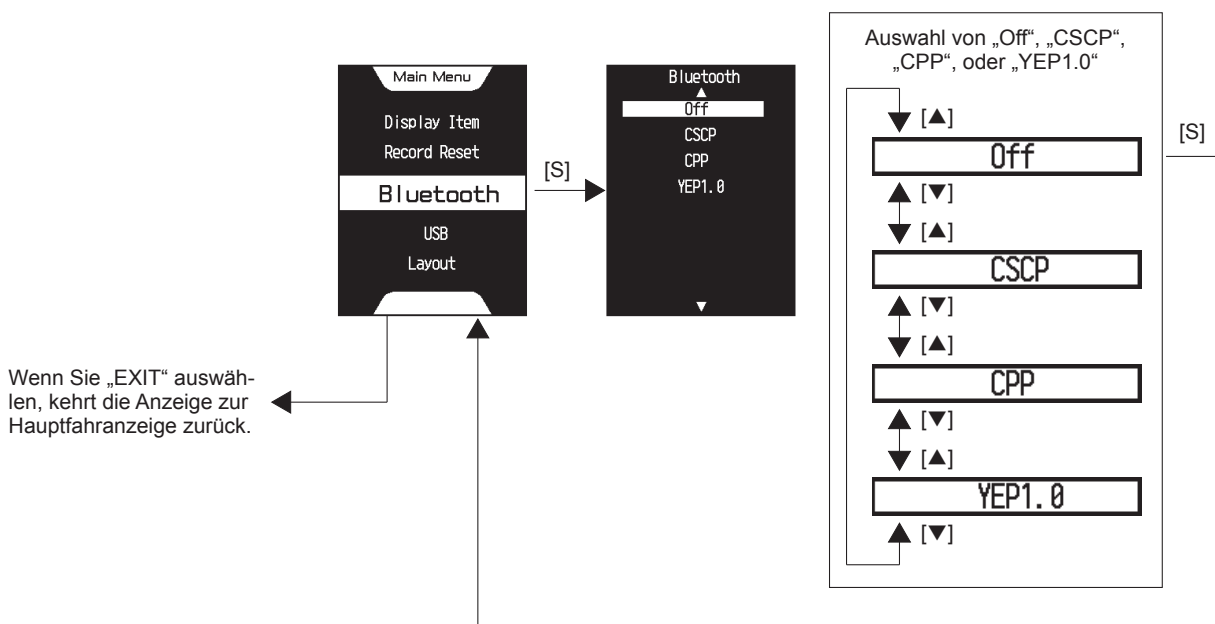 Main Menu
Display Item
Record Reset
Bluetooth
USB
Layout
[S]
Bluetooth
▲
Off
CSCP
CPP
YEP1.0
▼
Wenn Sie „EXIT“ auswäh-
len, kehrt die Anzeige zur
Hauptfahranzeige zurück.
Auswahl von „Off“, „CSCP“,
„CPP“, oder „YEP1.0“
[▲]
Off
[▼]
[▲]
CSCP
[▼]
[▲]
CPP
[▼]
[▲]
YEP1.0
[▼]
[S]